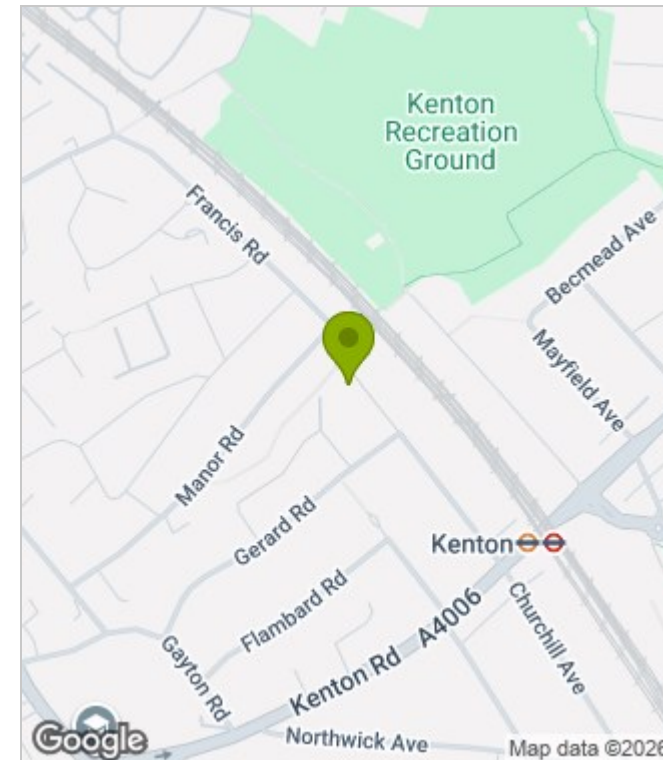 Kenton
Recreation
Ground
Francis Rd
Becmead Ave
Mayfield Ave
Manor Rd
Gerard Rd
Kenton
Flambard Rd
Kenton Rd A4006
Churchill Ave
Gayton Rd
Northwick Ave
Google
Map data ©2026